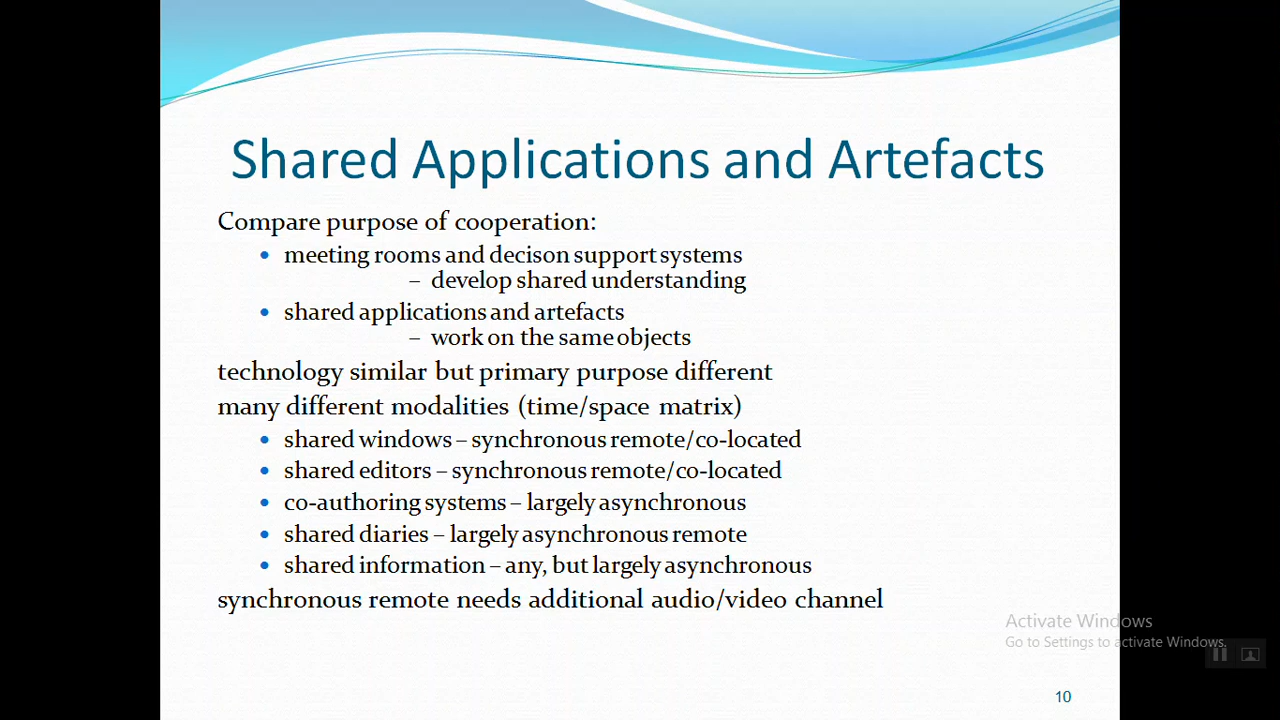 Shared Applications and Artefacts
Compare purpose of cooperation:
• meeting rooms and decison support systems
– develop shared understanding
• shared applications and artefacts
– work on the same objects
technology similar but primary purpose different
many different modalities (time/space matrix)
• shared windows – synchronous remote/co-located
• shared editors – synchronous remote/co-located
• co-authoring systems – largely asynchronous
• shared diaries – largely asynchronous remote
• shared information – any, but largely asynchronous
synchronous remote needs additional audio/video channel
Activate Windows
Go to Settings to activate Windows.
10